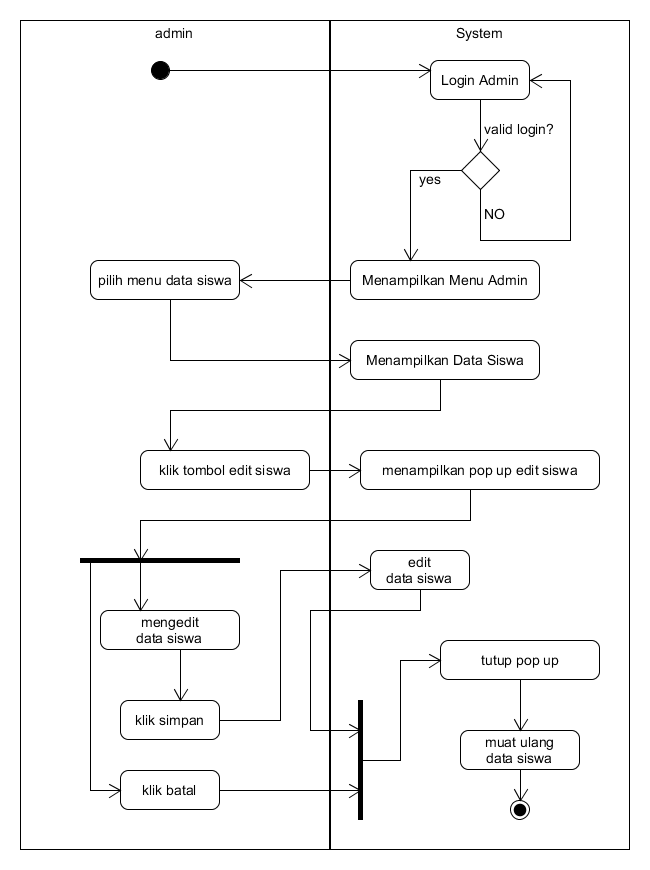 admin
System
Login Admin
valid login?
yes
NO
pilih menu data siswa
Menampilkan Menu Admin
Menampilkan Data Siswa
klik tombol edit siswa
menampilkan pop up edit siswa
edit
data siswa
mengedit
data siswa
tutup pop up
klik simpan
muat ulang
data siswa
klik batal